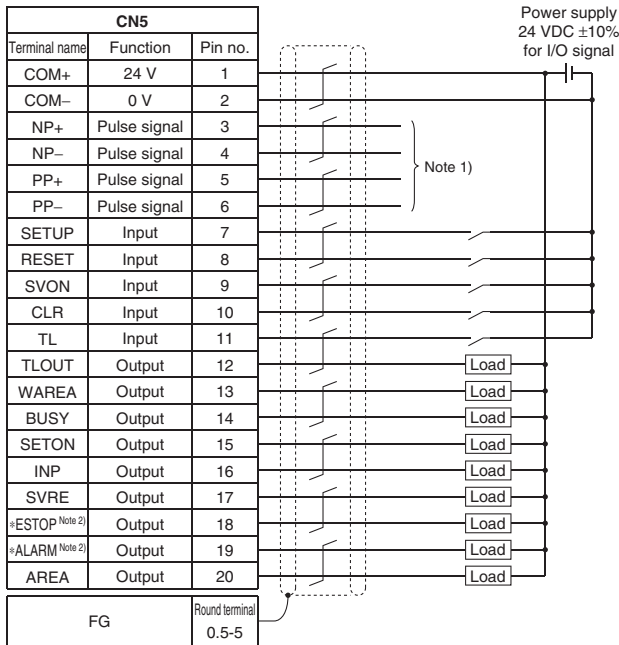 CN5
Power supply
24 VDC ±10%
for I/O signal
Terminal name Function Pin no.
COM+ 24 V 1
COM− 0 V 2
NP+ Pulse signal 3
NP− Pulse signal 4
PP+ Pulse signal 5
PP− Pulse signal 6
Note 1)
SETUP Input 7
RESET Input 8
SVON Input 9
CLR Input 10
TL Input 11
TLOUT Output 12 Load
WAREA Output 13 Load
BUSY Output 14 Load
SETON Output 15 Load
INP Output 16 Load
SVRE Output 17 Load
*ESTOP Note 2) Output 18 Load
*ALARM Note 2) Output 19 Load
AREA Output 20 Load
FG Round terminal
0.5-5